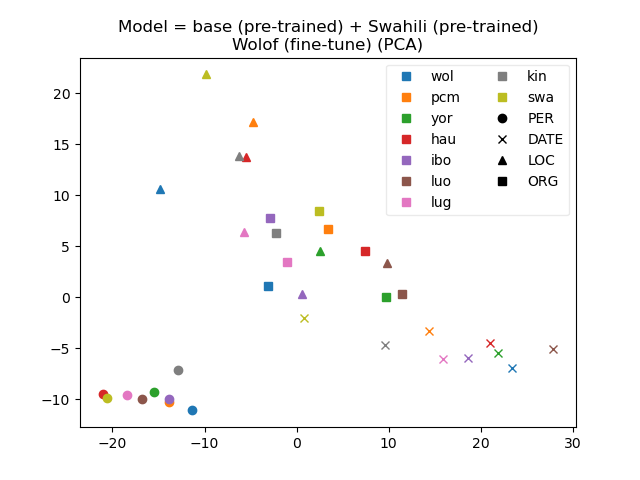 Model = base (pre-trained) + Swahili (pre-trained)
Wolof (fine-tune) (PCA)
wol
pcm
yor
hau
ibo
luo
lug
kin
swa
PER
DATE
LOC
ORG
20
15
10
5
0
−5
−10
−20
−10
0
10
20
30